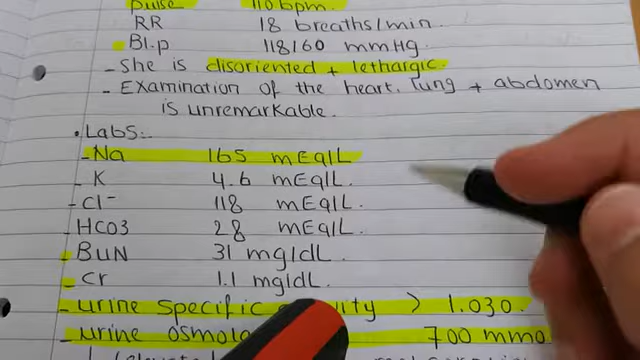 pulse 110 bpm.
RR 18 breaths/min.
Bl.p 118/60 mmHg.
- She is disoriented + lethargic.
- Examination of the heart, lung + abdomen
is unremarkable.
• Labs:-
- Na 165 mEq/L
- K 4.6 mEq/L.
- Cl⁻ 118 mEq/L.
- HCO3 28 mEq/L.
- BUN 31 mg/dL
- Cr 1.1 mg/dL.
- urine specific > 1.030.
- urine 700